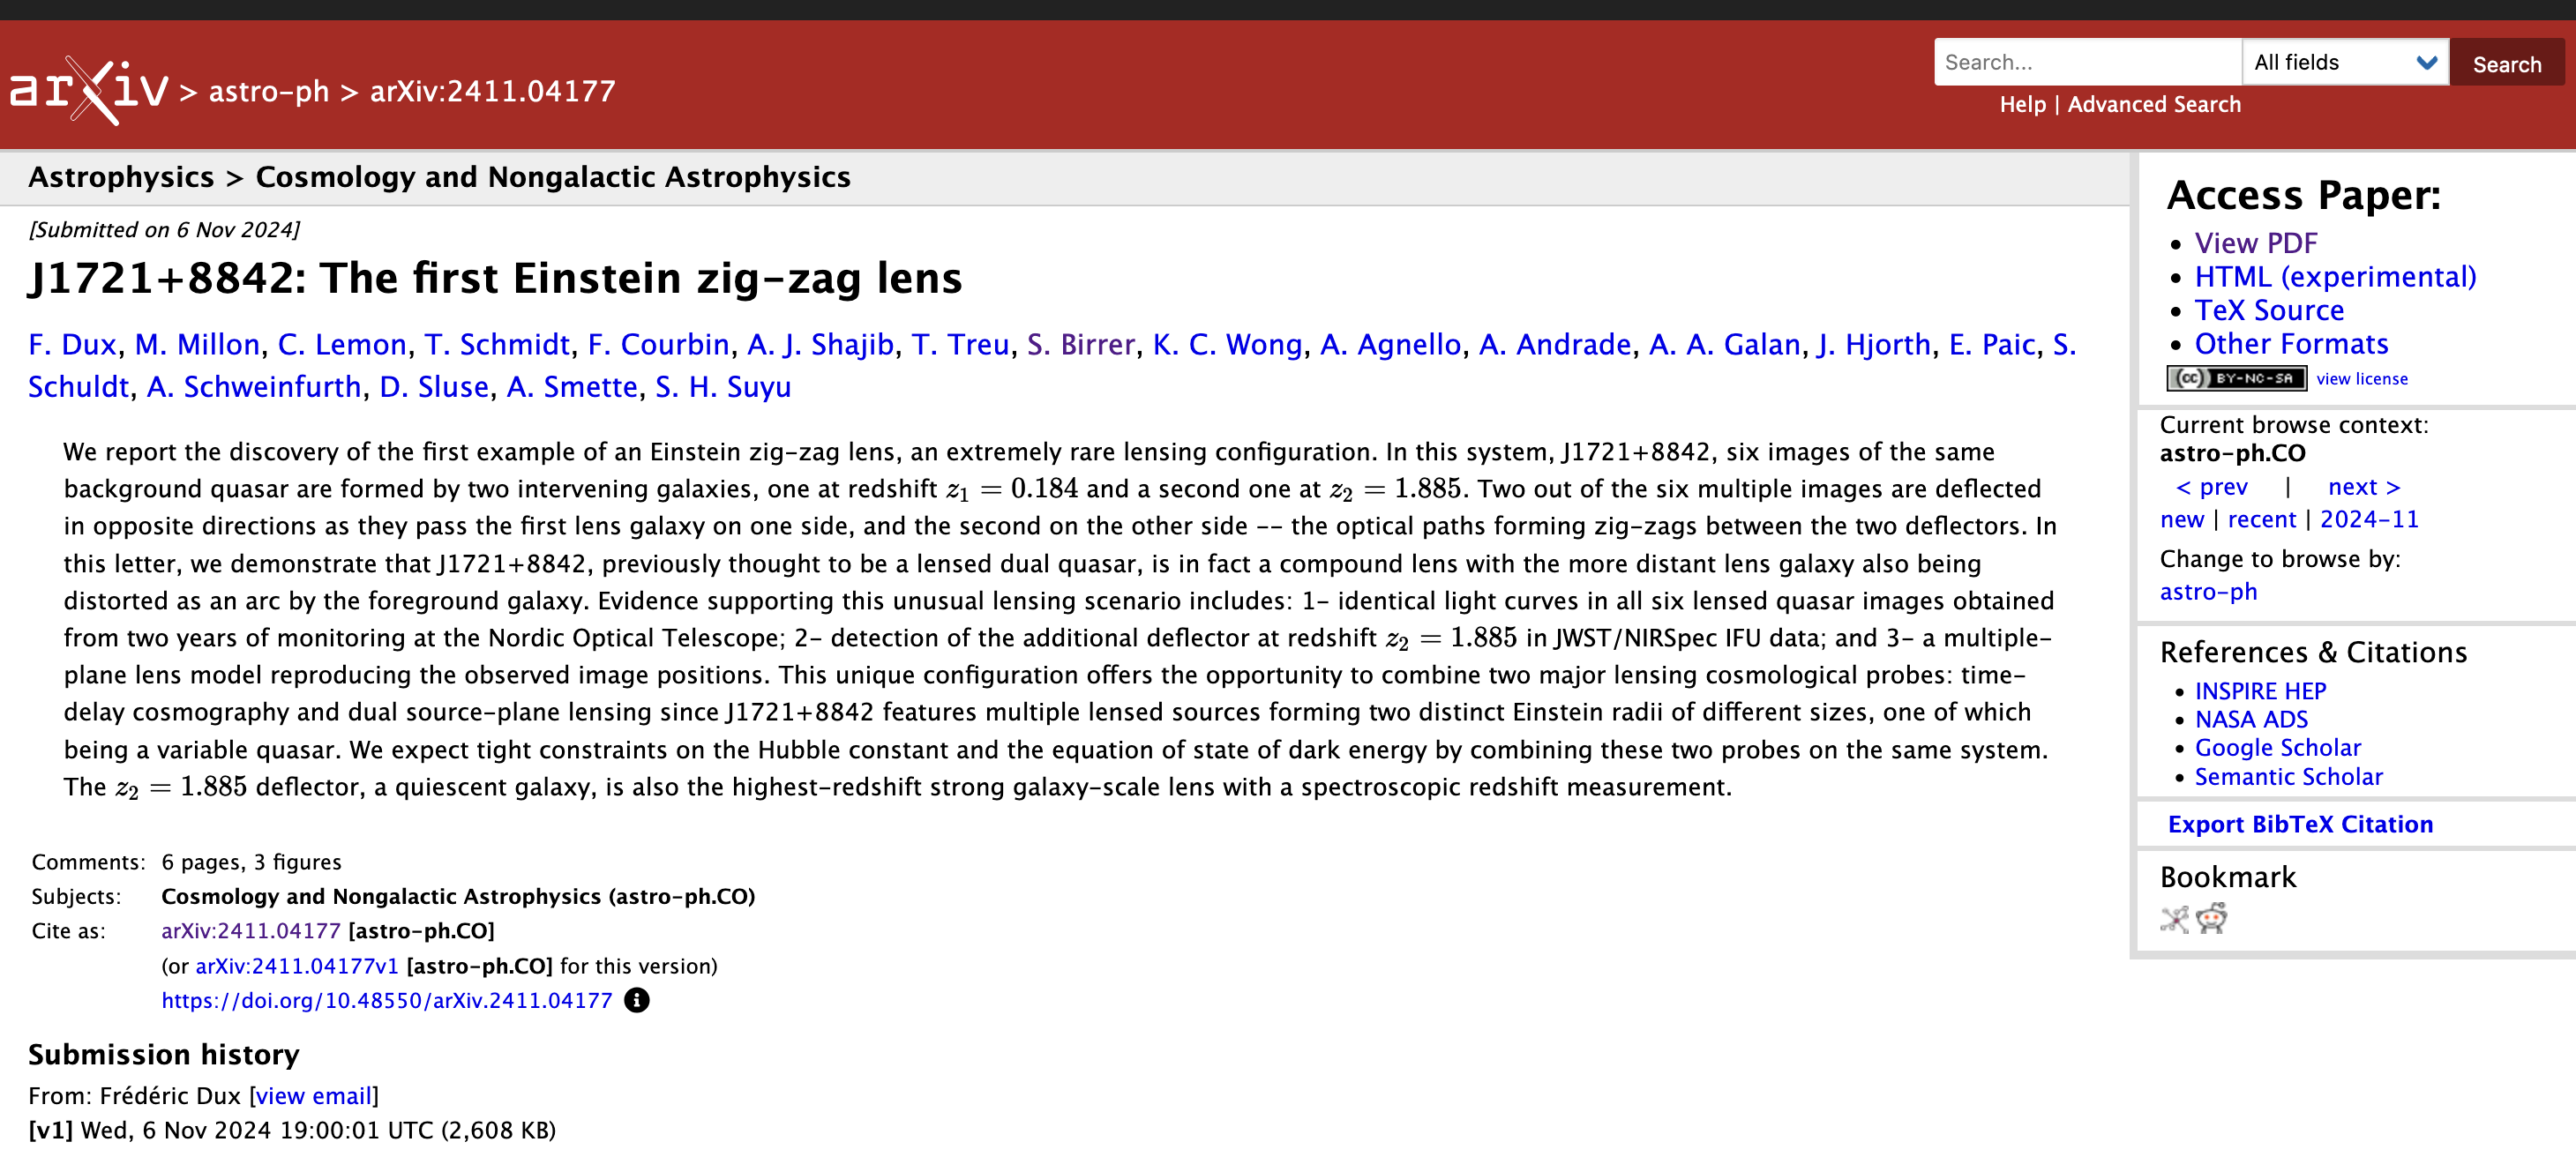 arXiv > astro-ph > arXiv:2411.04177
Search...
All fields
Search
Help | Advanced Search
Astrophysics > Cosmology and Nongalactic Astrophysics
[Submitted on 6 Nov 2024]
J1721+8842: The first Einstein zig-zag lens
F. Dux, M. Millon, C. Lemon, T. Schmidt, F. Courbin, A. J. Shajib, T. Treu, S. Birrer, K. C. Wong, A. Agnello, A. Andrade, A. A. Galan, J. Hjorth, E. Paic, S.
Schuldt, A. Schweinfurth, D. Sluse, A. Smette, S. H. Suyu
We report the discovery of the first example of an Einstein zig-zag lens, an extremely rare lensing configuration. In this system, J1721+8842, six images of the same
background quasar are formed by two intervening galaxies, one at redshift z₁ = 0.184 and a second one at z₂ = 1.885. Two out of the six multiple images are deflected
in opposite directions as they pass the first lens galaxy on one side, and the second on the other side -- the optical paths forming zig-zags between the two deflectors. In
this letter, we demonstrate that J1721+8842, previously thought to be a lensed dual quasar, is in fact a compound lens with the more distant lens galaxy also being
distorted as an arc by the foreground galaxy. Evidence supporting this unusual lensing scenario includes: 1- identical light curves in all six lensed quasar images obtained
from two years of monitoring at the Nordic Optical Telescope; 2- detection of the additional deflector at redshift z₂ = 1.885 in JWST/NIRSpec IFU data; and 3- a multiple-
plane lens model reproducing the observed image positions. This unique configuration offers the opportunity to combine two major lensing cosmological probes: time-
delay cosmography and dual source-plane lensing since J1721+8842 features multiple lensed sources forming two distinct Einstein radii of different sizes, one of which
being a variable quasar. We expect tight constraints on the Hubble constant and the equation of state of dark energy by combining these two probes on the same system.
The z₂ = 1.885 deflector, a quiescent galaxy, is also the highest-redshift strong galaxy-scale lens with a spectroscopic redshift measurement.
Comments: 6 pages, 3 figures
Subjects: Cosmology and Nongalactic Astrophysics (astro-ph.CO)
Cite as: arXiv:2411.04177 [astro-ph.CO]
(or arXiv:2411.04177v1 [astro-ph.CO] for this version)
https://doi.org/10.48550/arXiv.2411.04177
Submission history
From: Frédéric Dux [view email]
[v1] Wed, 6 Nov 2024 19:00:01 UTC (2,608 KB)
Access Paper:
View PDF
HTML (experimental)
TeX Source
Other Formats
(cc) BY-NC-SA view license
Current browse context:
astro-ph.CO
< prev | next >
new | recent | 2024-11
Change to browse by:
astro-ph
References & Citations
INSPIRE HEP
NASA ADS
Google Scholar
Semantic Scholar
Export BibTeX Citation
Bookmark